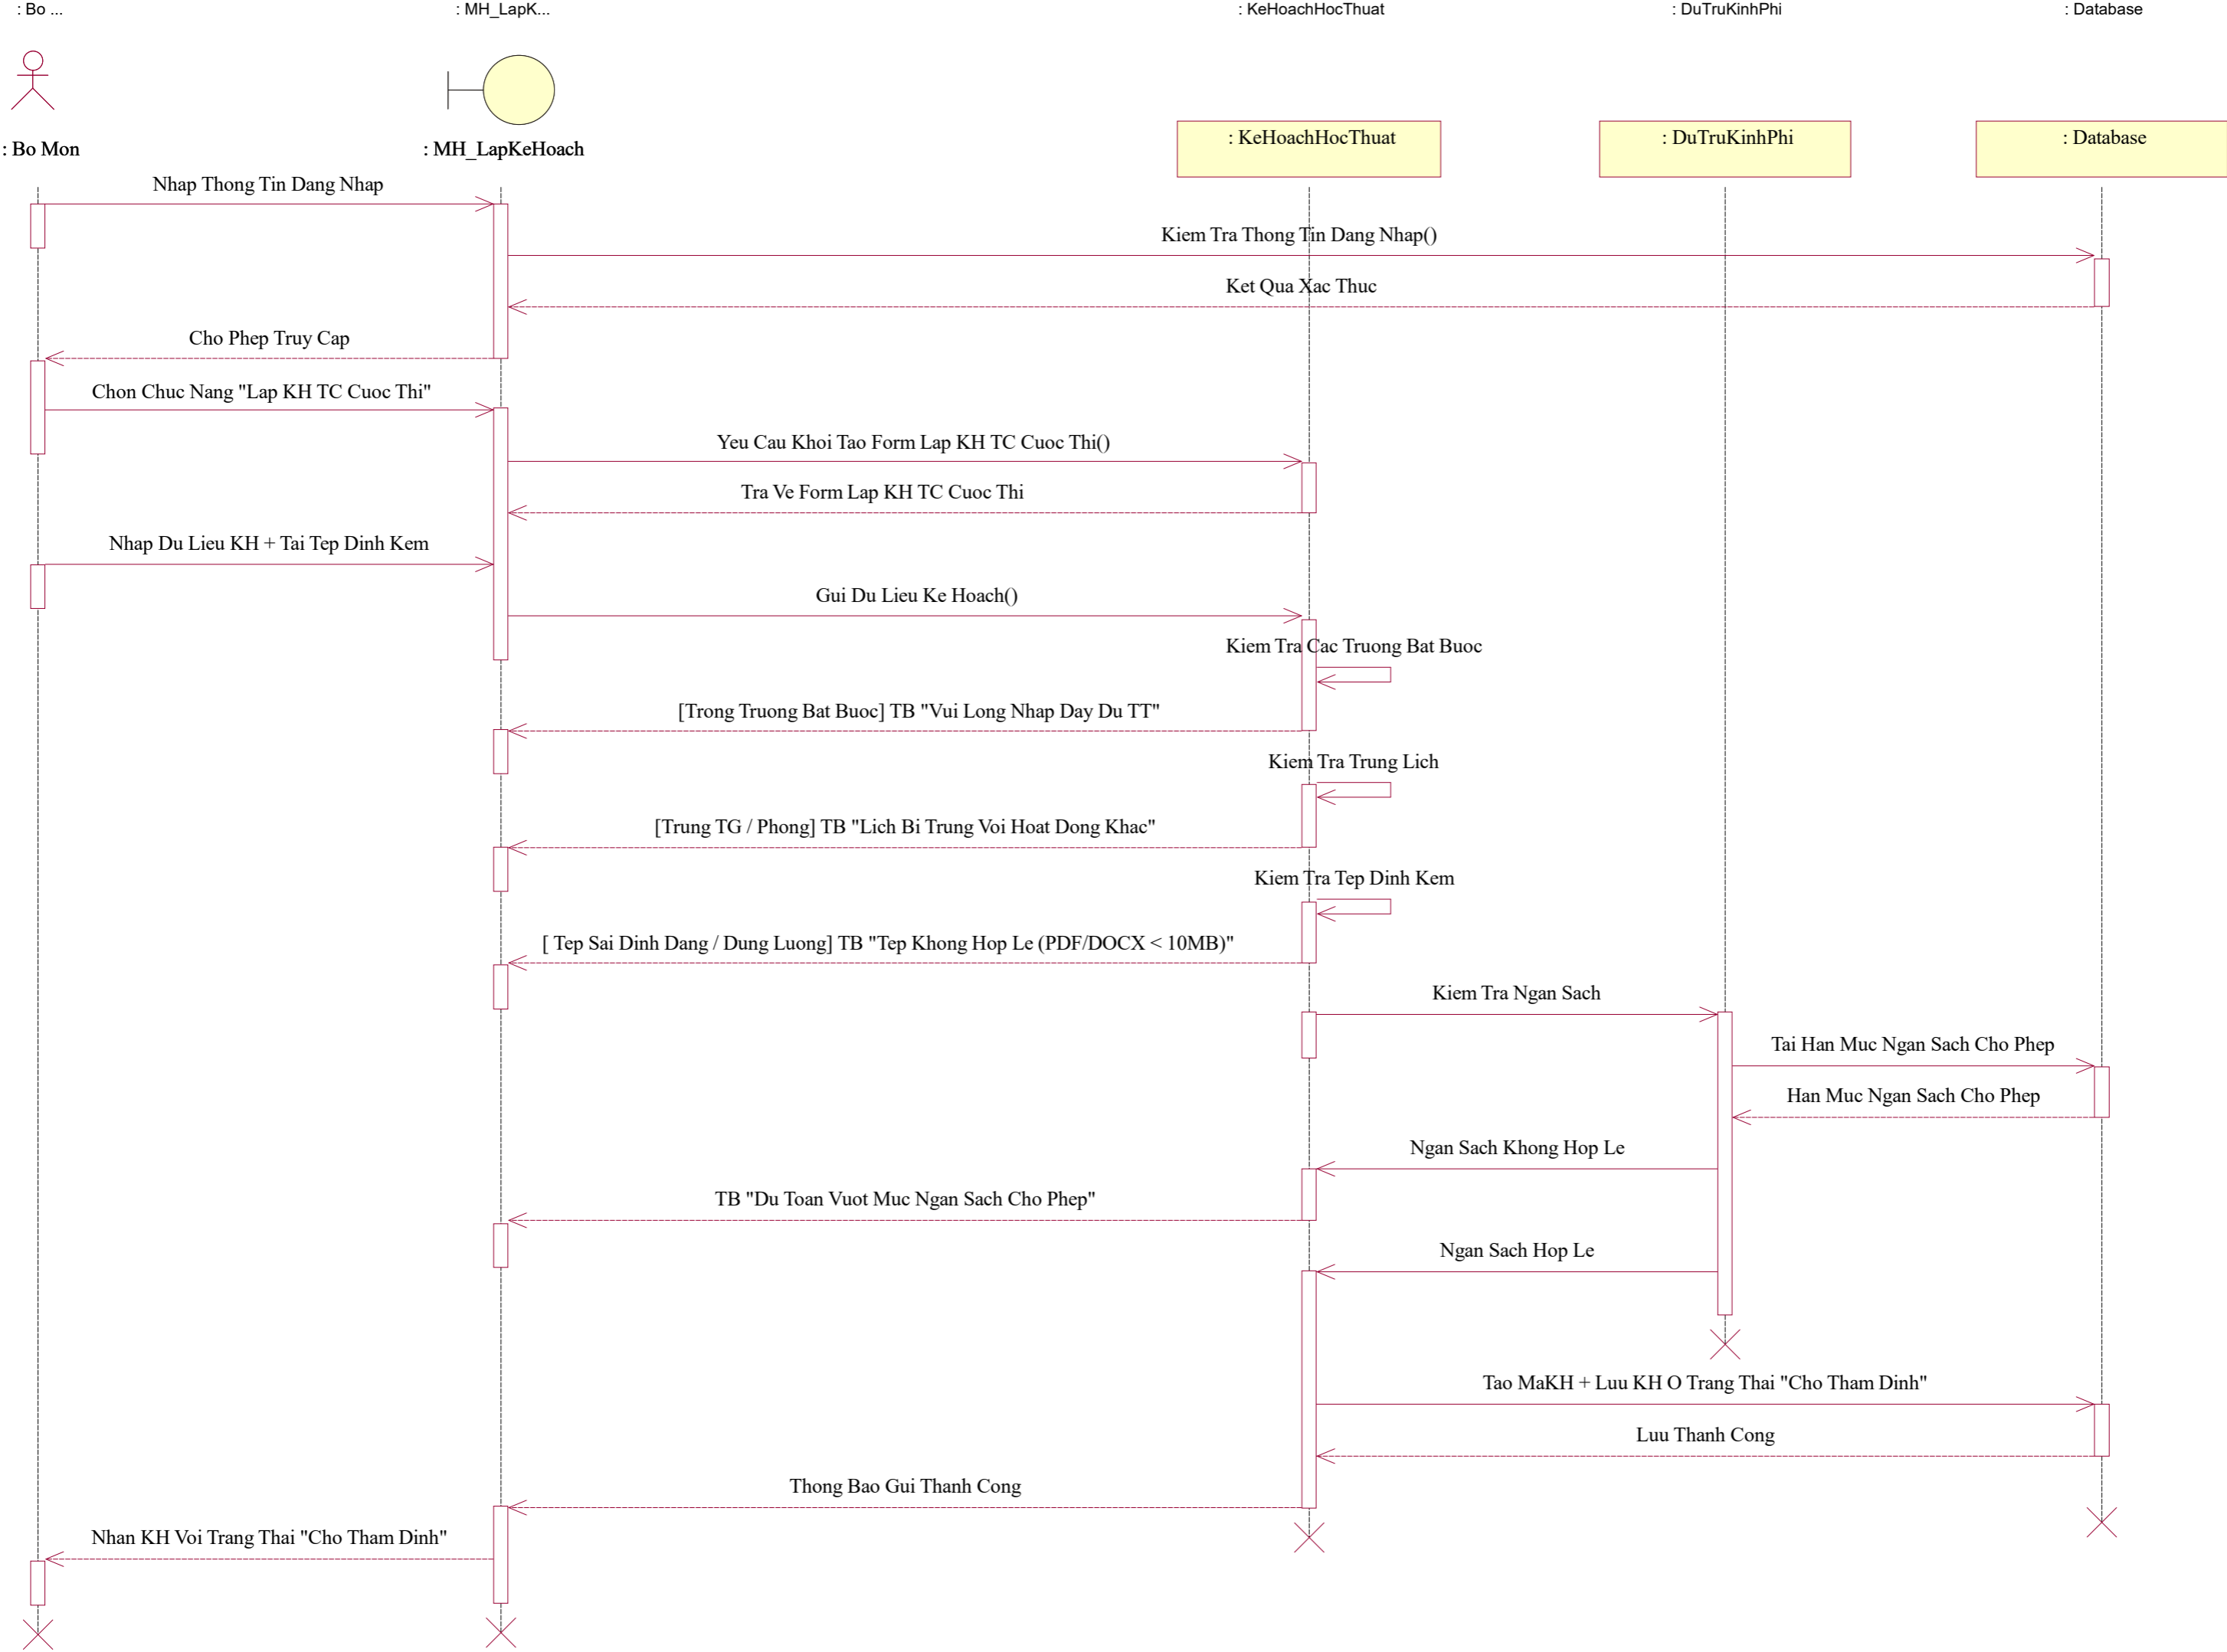 : Bo ...
: MH_LapK...
: KeHoachHocThuat
: DuTruKinhPhi
: Database
: Bo Mon
: MH_LapKeHoach
: KeHoachHocThuat
: DuTruKinhPhi
: Database
Nhap Thong Tin Dang Nhap
Kiem Tra Thong Tin Dang Nhap()
Ket Qua Xac Thuc
Cho Phep Truy Cap
Chon Chuc Nang "Lap KH TC Cuoc Thi"
Yeu Cau Khoi Tao Form Lap KH TC Cuoc Thi()
Tra Ve Form Lap KH TC Cuoc Thi
Nhap Du Lieu KH + Tai Tep Dinh Kem
Gui Du Lieu Ke Hoach()
Kiem Tra Cac Truong Bat Buoc
[Trong Truong Bat Buoc] TB "Vui Long Nhap Day Du TT"
Kiem Tra Trung Lich
[Trung TG / Phong] TB "Lich Bi Trung Voi Hoat Dong Khac"
Kiem Tra Tep Dinh Kem
[ Tep Sai Dinh Dang / Dung Luong] TB "Tep Khong Hop Le (PDF/DOCX < 10MB)"
Kiem Tra Ngan Sach
Tai Han Muc Ngan Sach Cho Phep
Han Muc Ngan Sach Cho Phep
Ngan Sach Khong Hop Le
TB "Du Toan Vuot Muc Ngan Sach Cho Phep"
Ngan Sach Hop Le
Tao MaKH + Luu KH O Trang Thai "Cho Tham Dinh"
Luu Thanh Cong
Thong Bao Gui Thanh Cong
Nhan KH Voi Trang Thai "Cho Tham Dinh"